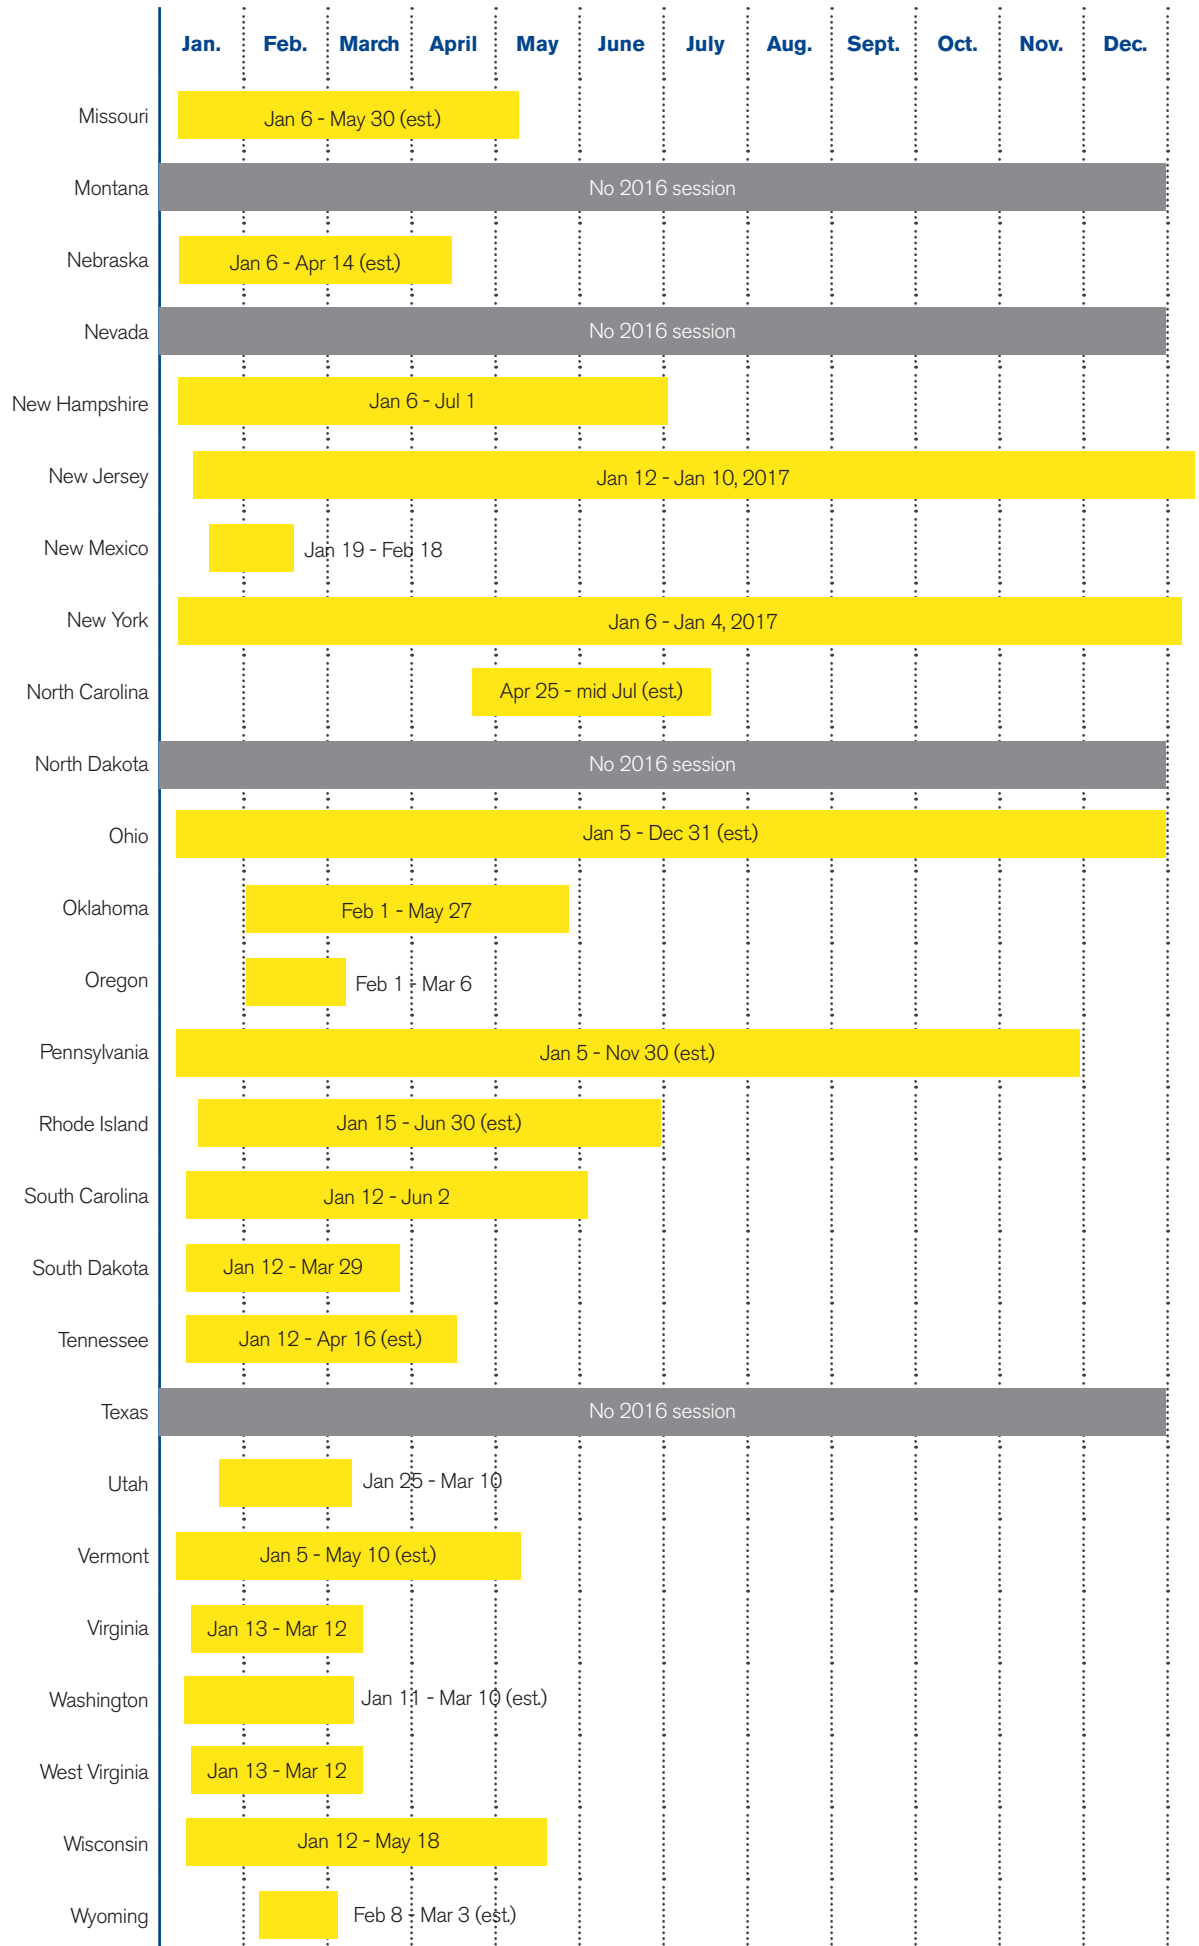 Jan. Feb. March April May June July Aug. Sept. Oct. Nov. Dec.
Missouri Jan 6 - May 30 (est.)
Montana No 2016 session
Nebraska Jan 6 - Apr 14 (est.)
Nevada No 2016 session
New Hampshire Jan 6 - Jul 1
New Jersey Jan 12 - Jan 10, 2017
New Mexico Jan 19 - Feb 18
New York Jan 6 - Jan 4, 2017
North Carolina Apr 25 - mid Jul (est.)
North Dakota No 2016 session
Ohio Jan 5 - Dec 31 (est.)
Oklahoma Feb 1 - May 27
Oregon Feb 1 - Mar 6
Pennsylvania Jan 5 - Nov 30 (est.)
Rhode Island Jan 15 - Jun 30 (est.)
South Carolina Jan 12 - Jun 2
South Dakota Jan 12 - Mar 29
Tennessee Jan 12 - Apr 16 (est.)
Texas No 2016 session
Utah Jan 25 - Mar 10
Vermont Jan 5 - May 10 (est.)
Virginia Jan 13 - Mar 12
Washington Jan 11 - Mar 10 (est.)
West Virginia Jan 13 - Mar 12
Wisconsin Jan 12 - May 18
Wyoming Feb 8 - Mar 3 (est.)